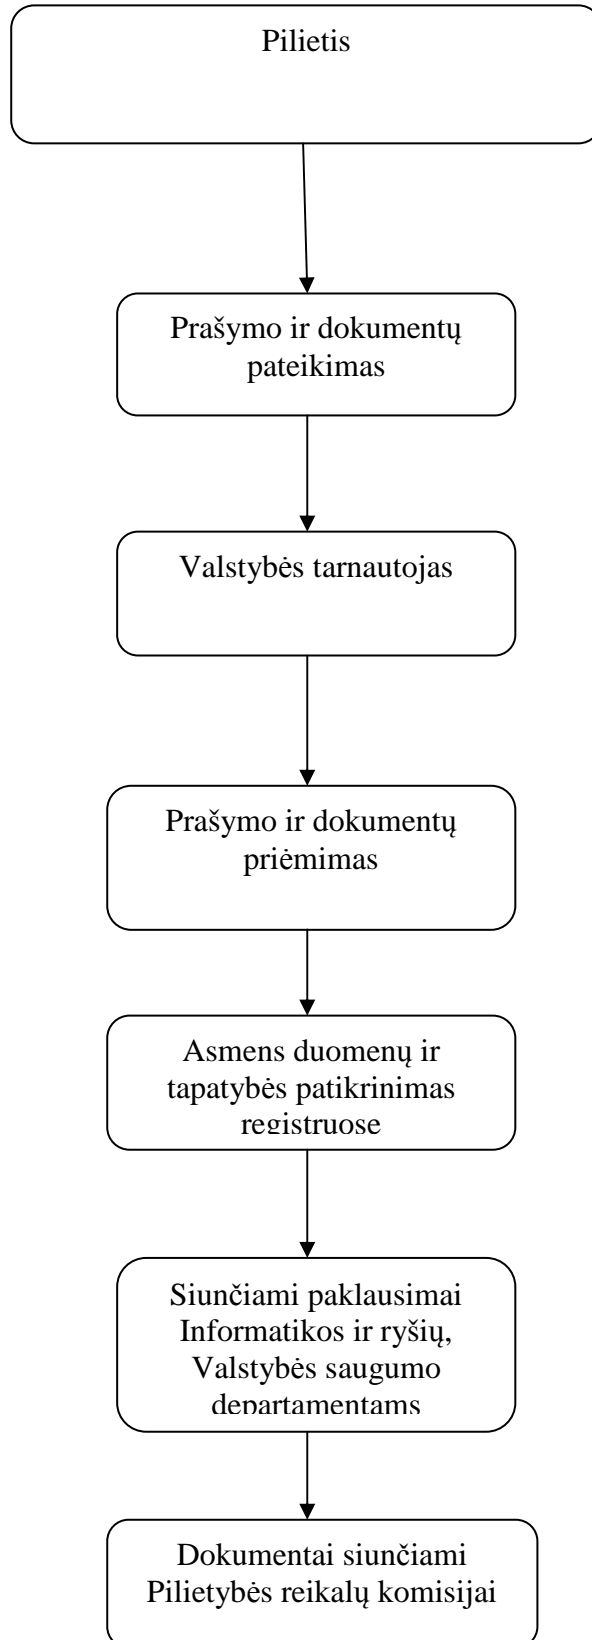 Pilietis
Prašymo ir dokumentų
pateikimas
Valstybės tarnautojas
Prašymo ir dokumentų
priėmimas
Asmens duomenų ir
tapatybės patikrinimas
registruose
Siunčiami paklausimai
Informatikos ir ryšių,
Valstybės saugumo
departamentams
Dokumentai siunčiami
Pilietybės reikalų komisijai